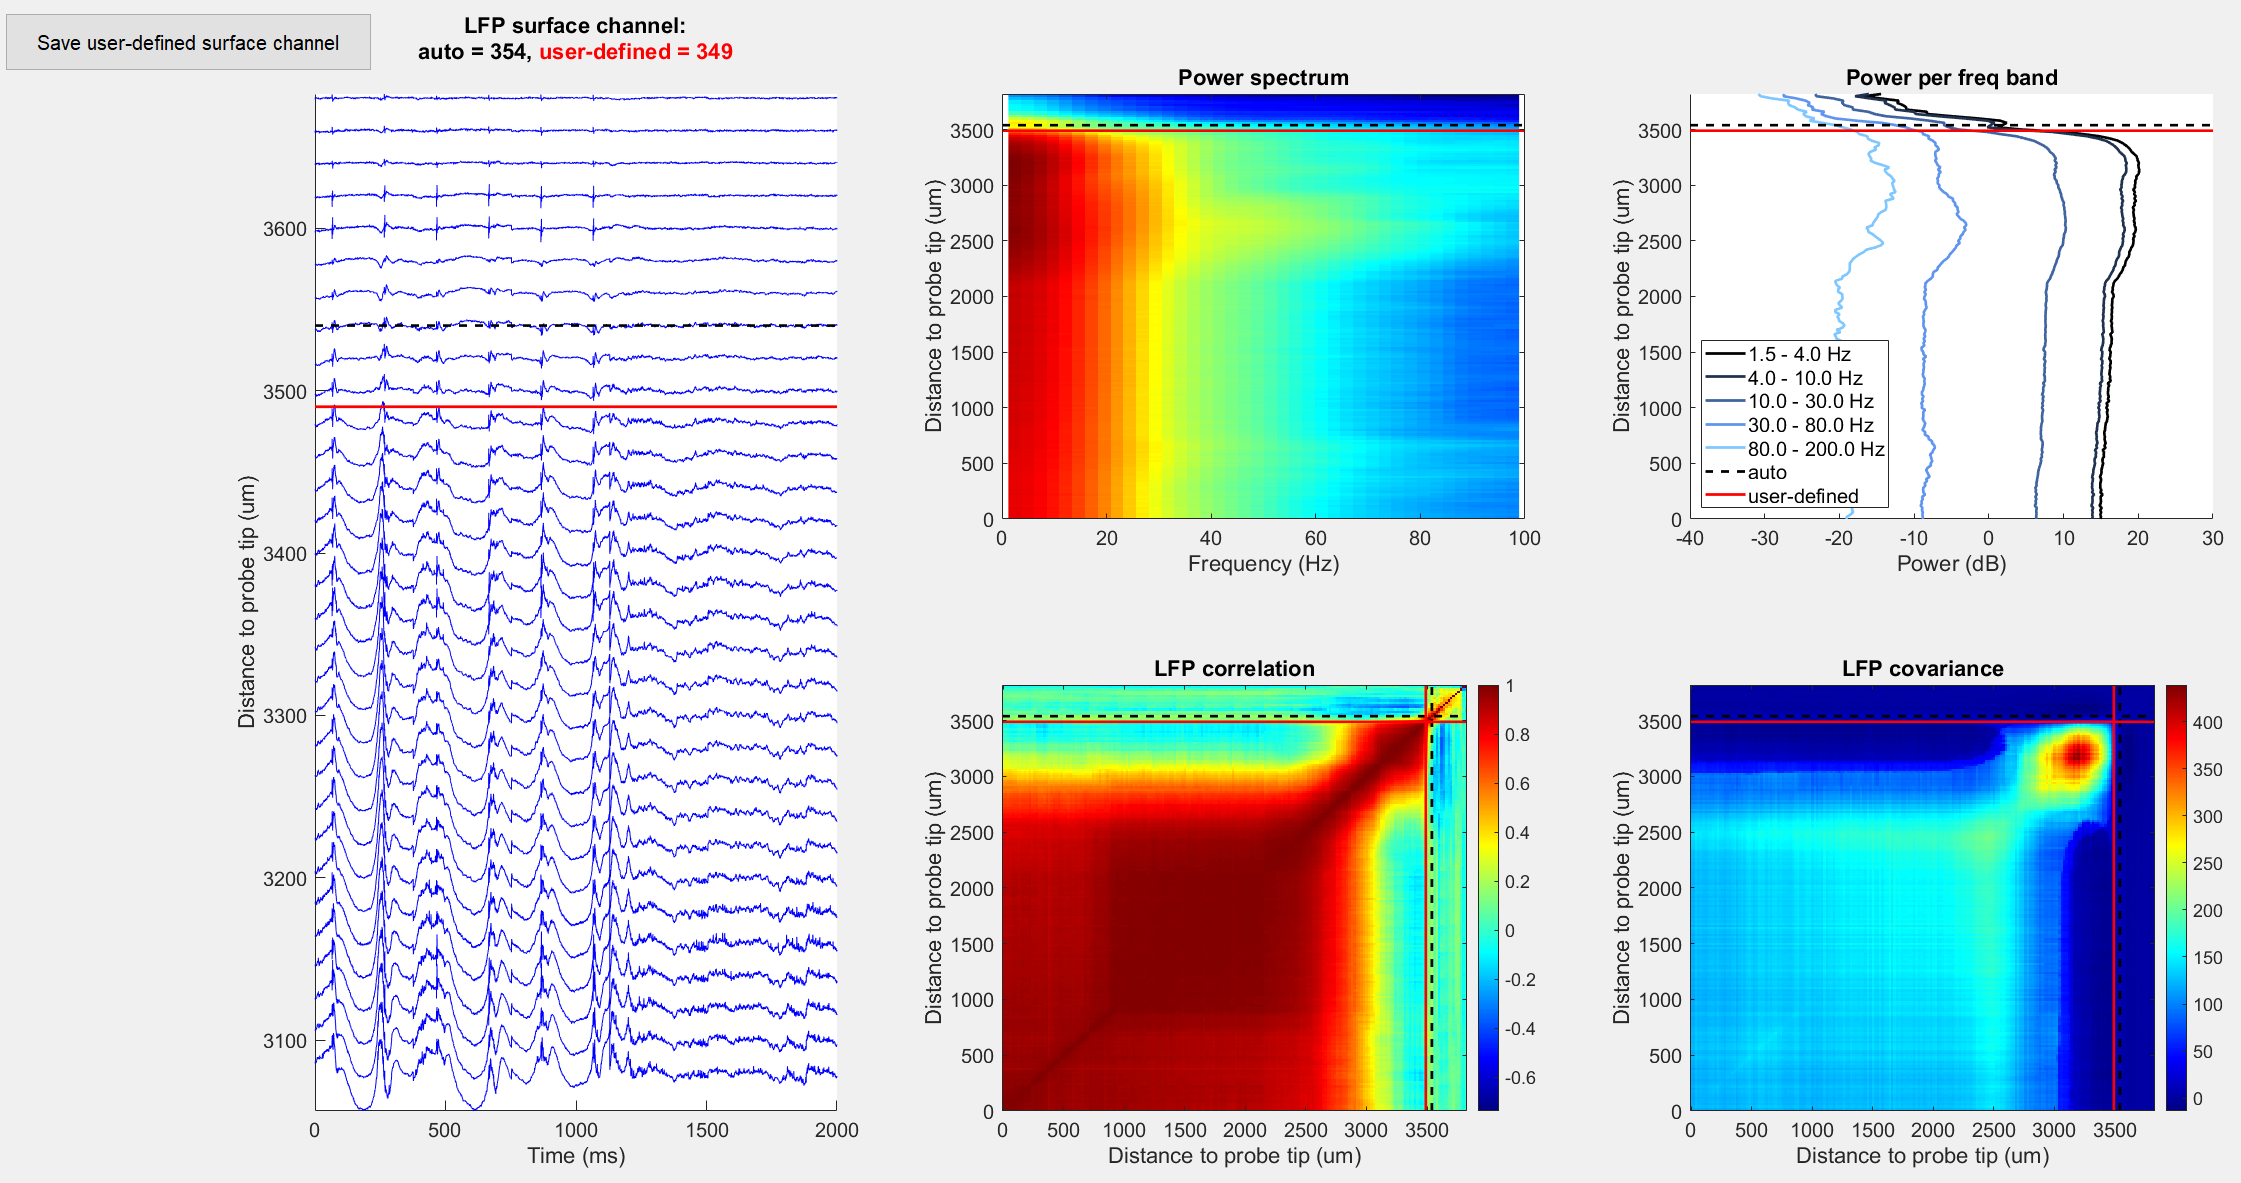 Save user-defined surface channel
LFP surface channel:
auto = 354, user-defined = 349
3600
3500
3400
3300
3200
3100
Distance to probe tip (um)
0 500 1000 1500 2000
Time (ms)
Power spectrum
3500
3000
2500
2000
1500
1000
500
0
Distance to probe tip (um)
0 20 40 60 80 100
Frequency (Hz)
Power per freq band
3500
3000
2500
2000
1500
1000
500
0
Distance to probe tip (um)
1.5 - 4.0 Hz
4.0 - 10.0 Hz
10.0 - 30.0 Hz
30.0 - 80.0 Hz
80.0 - 200.0 Hz
auto
user-defined
-40 -30 -20 -10 0 10 20 30
Power (dB)
LFP correlation
3500
3000
2500
2000
1500
1000
500
0
Distance to probe tip (um)
0 500 1000 1500 2000 2500 3000 3500
Distance to probe tip (um)
1
0.8
0.6
0.4
0.2
0
-0.2
-0.4
-0.6
LFP covariance
3500
3000
2500
2000
1500
1000
500
0
Distance to probe tip (um)
0 500 1000 1500 2000 2500 3000 3500
Distance to probe tip (um)
400
350
300
250
200
150
100
50
0